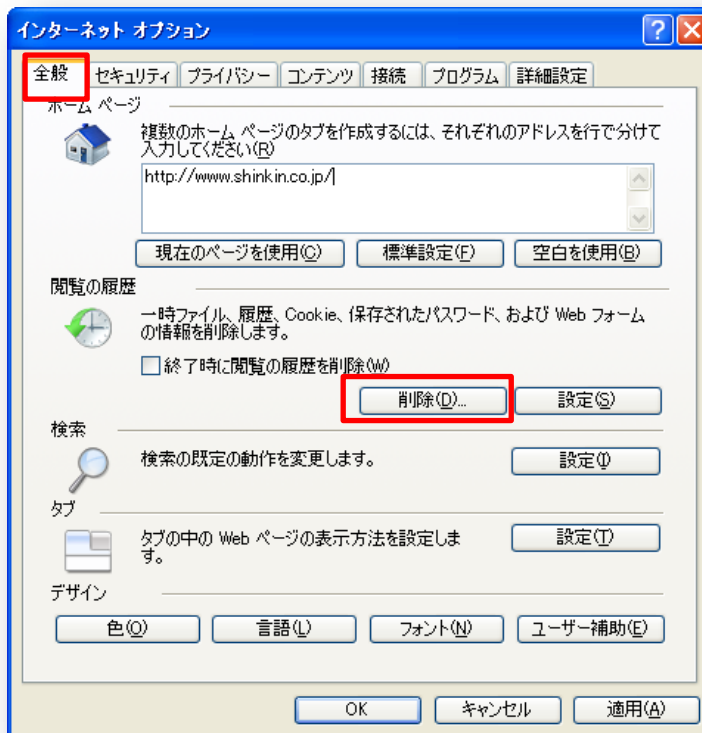 インターネット オプション
全般 セキュリティ プライバシー コンテンツ 接続 プログラム 詳細設定
ホーム ページ
複数のホーム ページのタブを作成するには、それぞれのアドレスを行で分けて
入力してください(R)
http://www.shinkin.co.jp/
現在のページを使用(C) 標準設定(F) 空白を使用(B)
閲覧の履歴
一時ファイル、履歴、Cookie、保存されたパスワード、および Web フォーム
の情報を削除します。
終了時に閲覧の履歴を削除(W)
削除(D)... 設定(S)
検索
検索の既定の動作を変更します。
設定(I)
タブ
タブの中の Web ページの表示方法を設定しま
す。
設定(T)
デザイン
色(O) 言語(L) フォント(N) ユーザー補助(E)
OK キャンセル 適用(A)